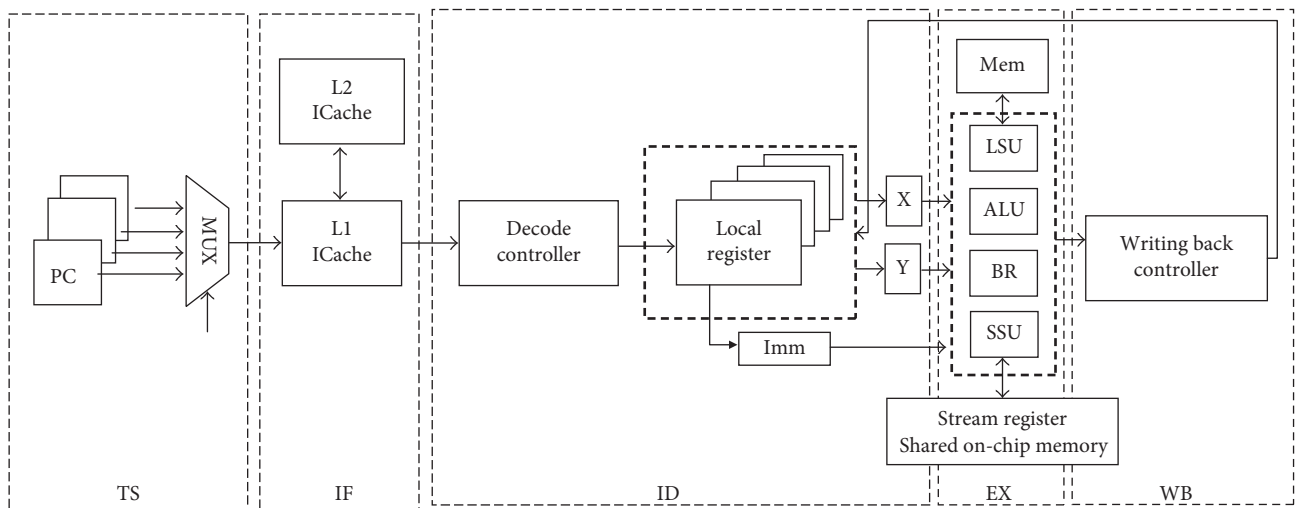 PC
MUX
L2
ICache
L1
ICache
Decode
controller
Local
register
X
Y
Imm
Mem
LSU
ALU
BR
SSU
Stream register
Shared on-chip memory
Writing back
controller
TS
IF
ID
EX
WB